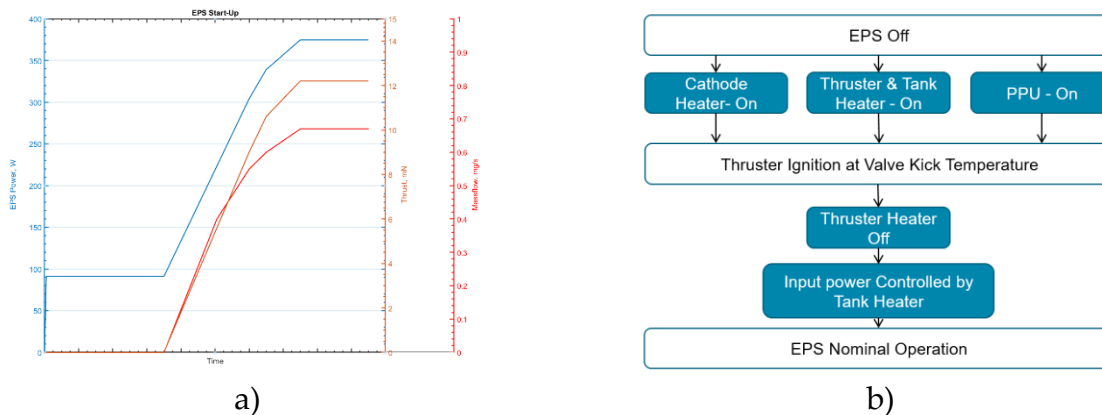 EPS Start-Up
400
350
300
250
200
150
100
50
0
EPS Power, W
Time
15
14
12
10
8
6
4
2
0
Thrust, mN
1
0.9
0.8
0.7
0.6
0.5
0.4
0.3
0.2
0.1
0
Massflow, mg/s
a)
EPS Off
Cathode
Heater- On
Thruster & Tank
Heater - On
PPU - On
Thruster Ignition at Valve Kick Temperature
Thruster Heater
Off
Input power Controlled by
Tank Heater
EPS Nominal Operation
b)